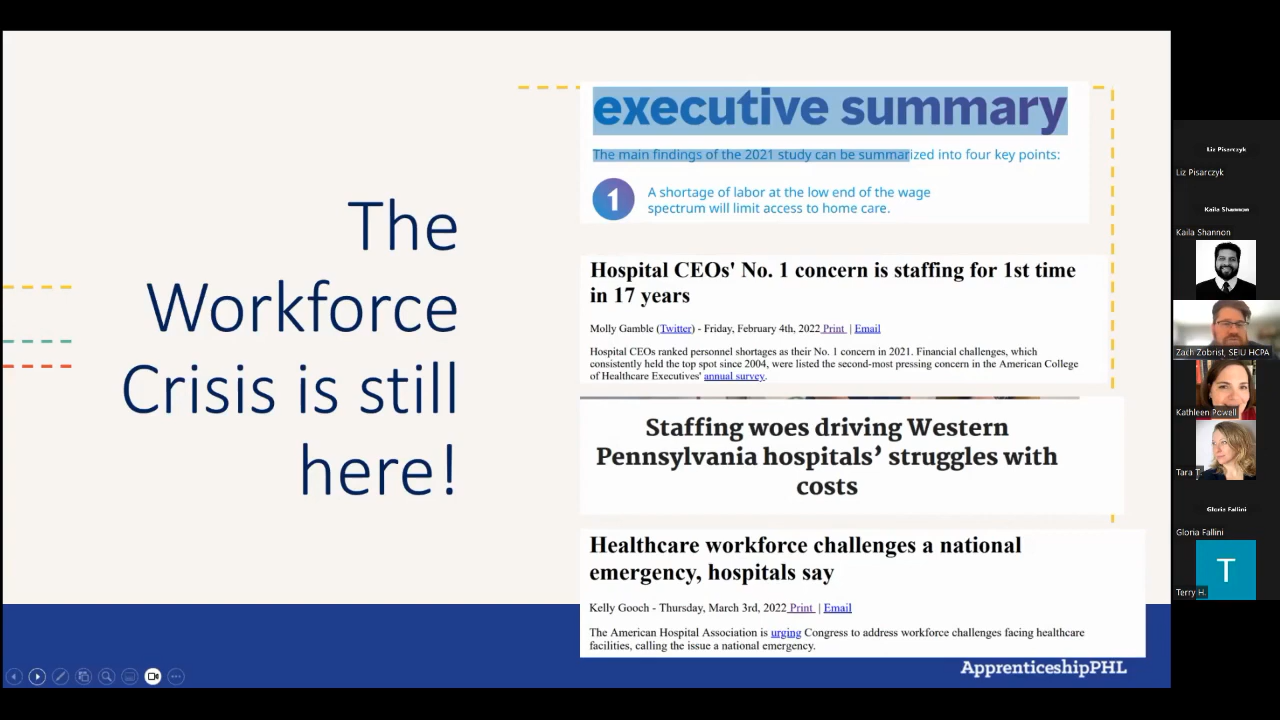 The
Workforce
Crisis is still
here!
executive summary
The main findings of the 2021 study can be summarized into four key points:
1
A shortage of labor at the low end of the wage
spectrum will limit access to home care.
Hospital CEOs' No. 1 concern is staffing for 1st time
in 17 years
Molly Gamble (Twitter) - Friday, February 4th, 2022 Print | Email
Hospital CEOs ranked personnel shortages as their No. 1 concern in 2021. Financial challenges, which
consistently held the top spot since 2004, were listed the second-most pressing concern in the American College
of Healthcare Executives' annual survey.
Staffing woes driving Western
Pennsylvania hospitals’ struggles with
costs
Healthcare workforce challenges a national
emergency, hospitals say
Kelly Gooch - Thursday, March 3rd, 2022 Print | Email
The American Hospital Association is urging Congress to address workforce challenges facing healthcare
facilities, calling the issue a national emergency.
ApprenticeshipPHL
Liz Pisarczyk
Liz Pisarczyk
Kaila Shannon
Kaila Shannon
Zach Zobrist, SEIU HCPA
Kathleen Powell
Tara T.
Gloria Fallini
Gloria Fallini
T
Terry H.